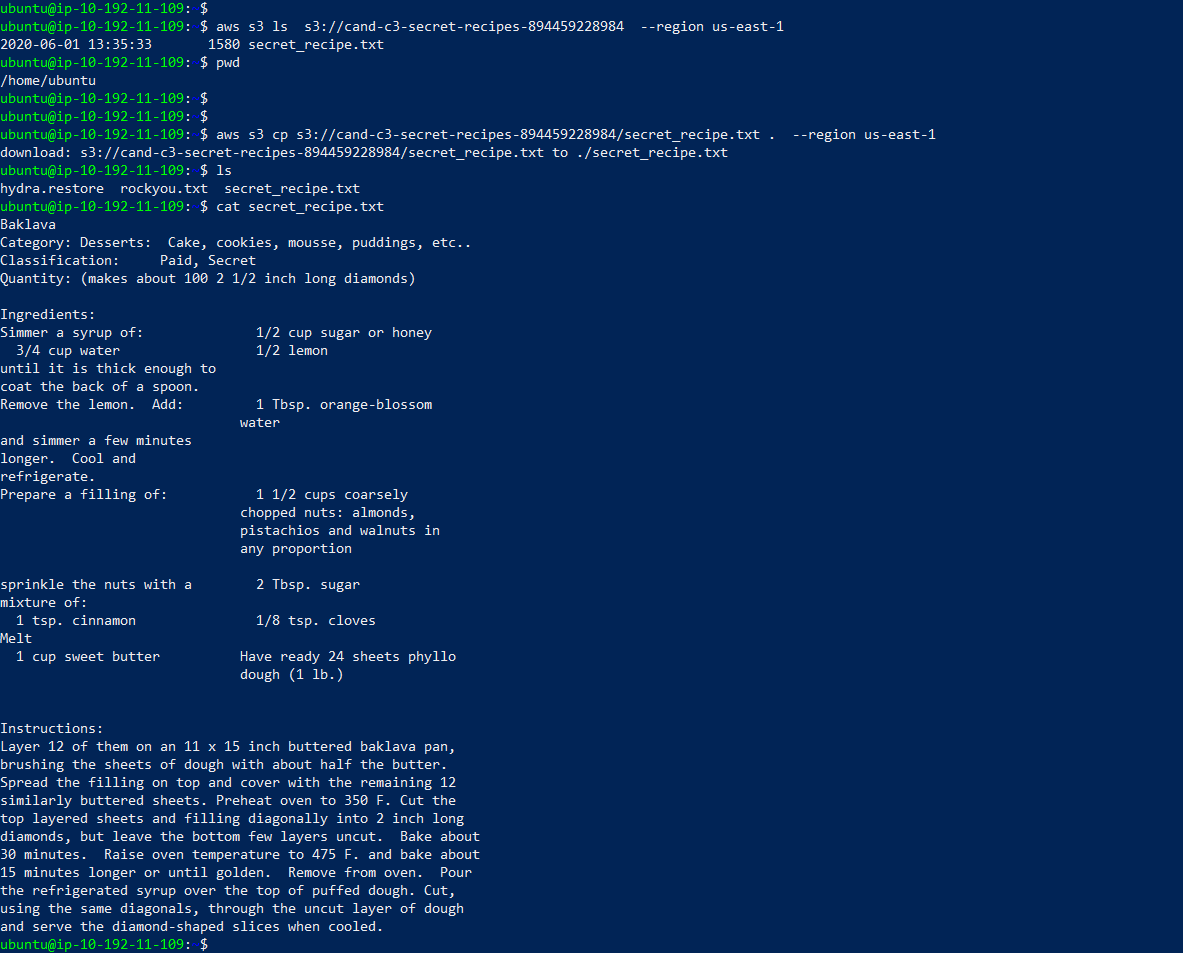 ubuntu@ip-10-192-11-109: $
ubuntu@ip-10-192-11-109: $ aws s3 ls  s3://cand-c3-secret-recipes-894459228984  --region us-east-1
2020-06-01 13:35:33       1580 secret_recipe.txt
ubuntu@ip-10-192-11-109: $ pwd
/home/ubuntu
ubuntu@ip-10-192-11-109: $
ubuntu@ip-10-192-11-109: $
ubuntu@ip-10-192-11-109: $ aws s3 cp s3://cand-c3-secret-recipes-894459228984/secret_recipe.txt .  --region us-east-1
download: s3://cand-c3-secret-recipes-894459228984/secret_recipe.txt to ./secret_recipe.txt
ubuntu@ip-10-192-11-109: $ ls
hydra.restore  rockyou.txt  secret_recipe.txt
ubuntu@ip-10-192-11-109: $ cat secret_recipe.txt
Baklava
Category: Desserts:  Cake, cookies, mousse, puddings, etc..
Classification:     Paid, Secret
Quantity: (makes about 100 2 1/2 inch long diamonds)

Ingredients:
Simmer a syrup of:              1/2 cup sugar or honey
  3/4 cup water                 1/2 lemon
until it is thick enough to
coat the back of a spoon.
Remove the lemon.  Add:         1 Tbsp. orange-blossom
                              water
and simmer a few minutes
longer.  Cool and
refrigerate.
Prepare a filling of:           1 1/2 cups coarsely
                              chopped nuts: almonds,
                              pistachios and walnuts in
                              any proportion

sprinkle the nuts with a        2 Tbsp. sugar
mixture of:
  1 tsp. cinnamon               1/8 tsp. cloves
Melt
  1 cup sweet butter          Have ready 24 sheets phyllo
                              dough (1 lb.)

Instructions:
Layer 12 of them on an 11 x 15 inch buttered baklava pan,
brushing the sheets of dough with about half the butter.
Spread the filling on top and cover with the remaining 12
similarly buttered sheets. Preheat oven to 350 F. Cut the
top layered sheets and filling diagonally into 2 inch long
diamonds, but leave the bottom few layers uncut.  Bake about
30 minutes.  Raise oven temperature to 475 F. and bake about
15 minutes longer or until golden.  Remove from oven.  Pour
the refrigerated syrup over the top of puffed dough. Cut,
using the same diagonals, through the uncut layer of dough
and serve the diamond-shaped slices when cooled.
ubuntu@ip-10-192-11-109: $